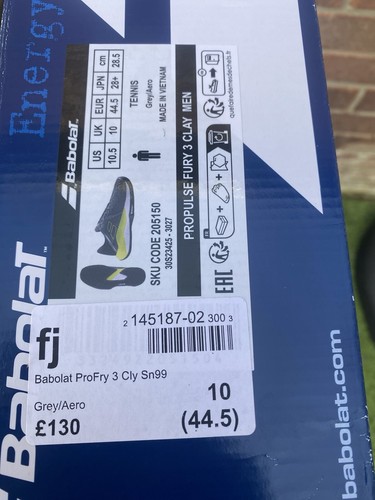 Energy
Babolat
US UK EUR JPN cm
10.5 10 44.5 28+ 28.5
TENNIS
Grey/Aero
MADE IN VIETNAM
SKU CODE 205150
30S23425 - 3027
PROPULSE FURY 3 CLAY MEN
FR
quefairedemesdechets.fr
EAC
Babolat
babolat.com
fj
2 145187-02 300 3
Babolat ProFry 3 Cly Sn99
Grey/Aero
10
£130
(44.5)